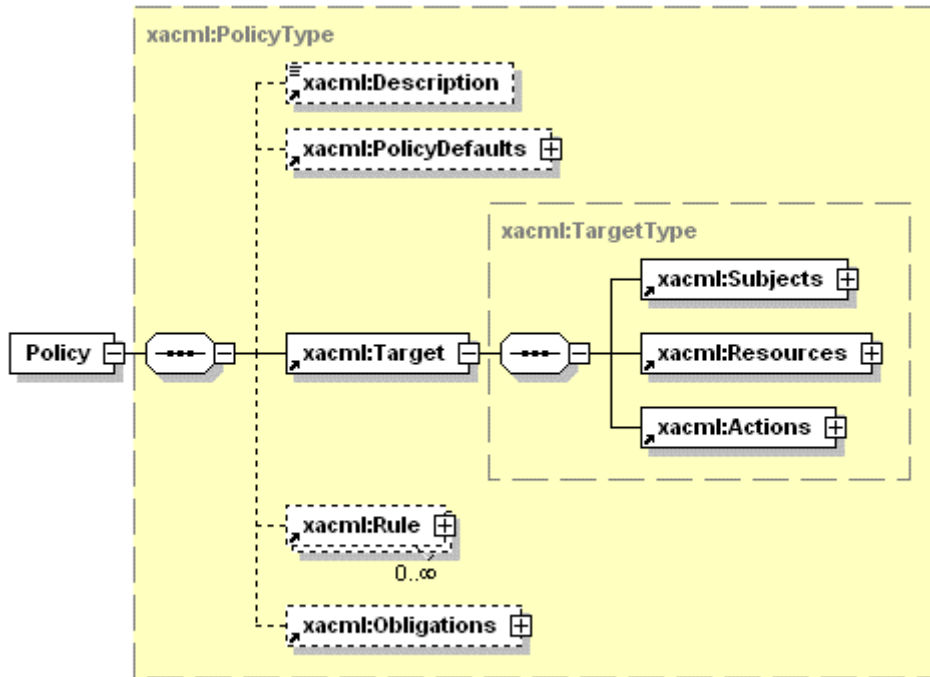 xacml:PolicyType
xacml:Description
xacml:PolicyDefaults
xacml:TargetType
xacml:Subjects
Policy
xacml:Target
xacml:Resources
xacml:Actions
xacml:Rule
0..∞
xacml:Obligations